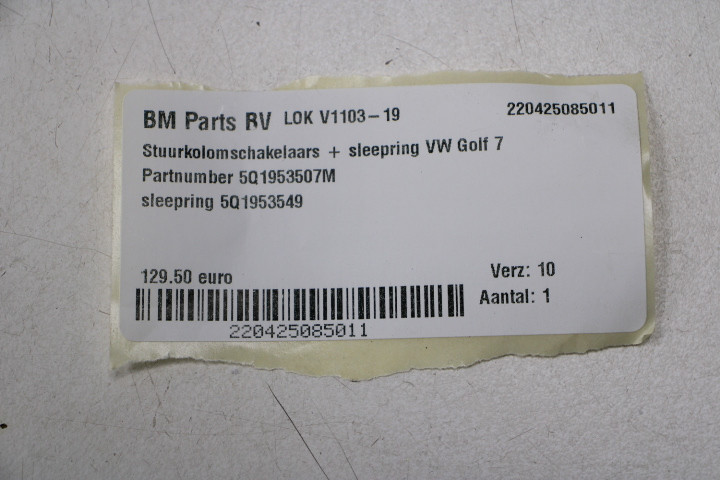 BM Parts BV LOK V1103-19 220425085011
Stuurkolomschakelaars + sleepring VW Golf 7
Partnumber 5Q1953507M
sleepring 5Q1953549
129.50 euro Verz: 10
Aantal: 1
220425085011